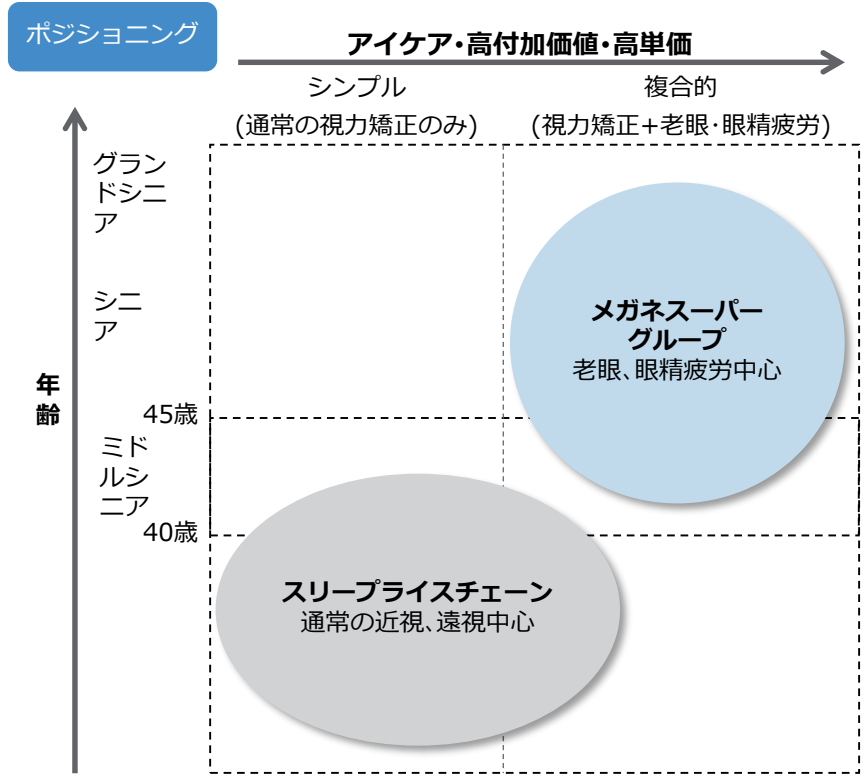 ポジショニング
アイケア・高付加価値・高単価
シンプル
(通常の視力矯正のみ)
複合的
(視力矯正+老眼・眼精疲労)
グラン
ドシニ
ア
シニ
ア
年
齢
45歳
ミド
ルシ
ニア
40歳
メガネスーパー
グループ
老眼、眼精疲労中心
スリープライスチェーン
通常の近視、遠視中心